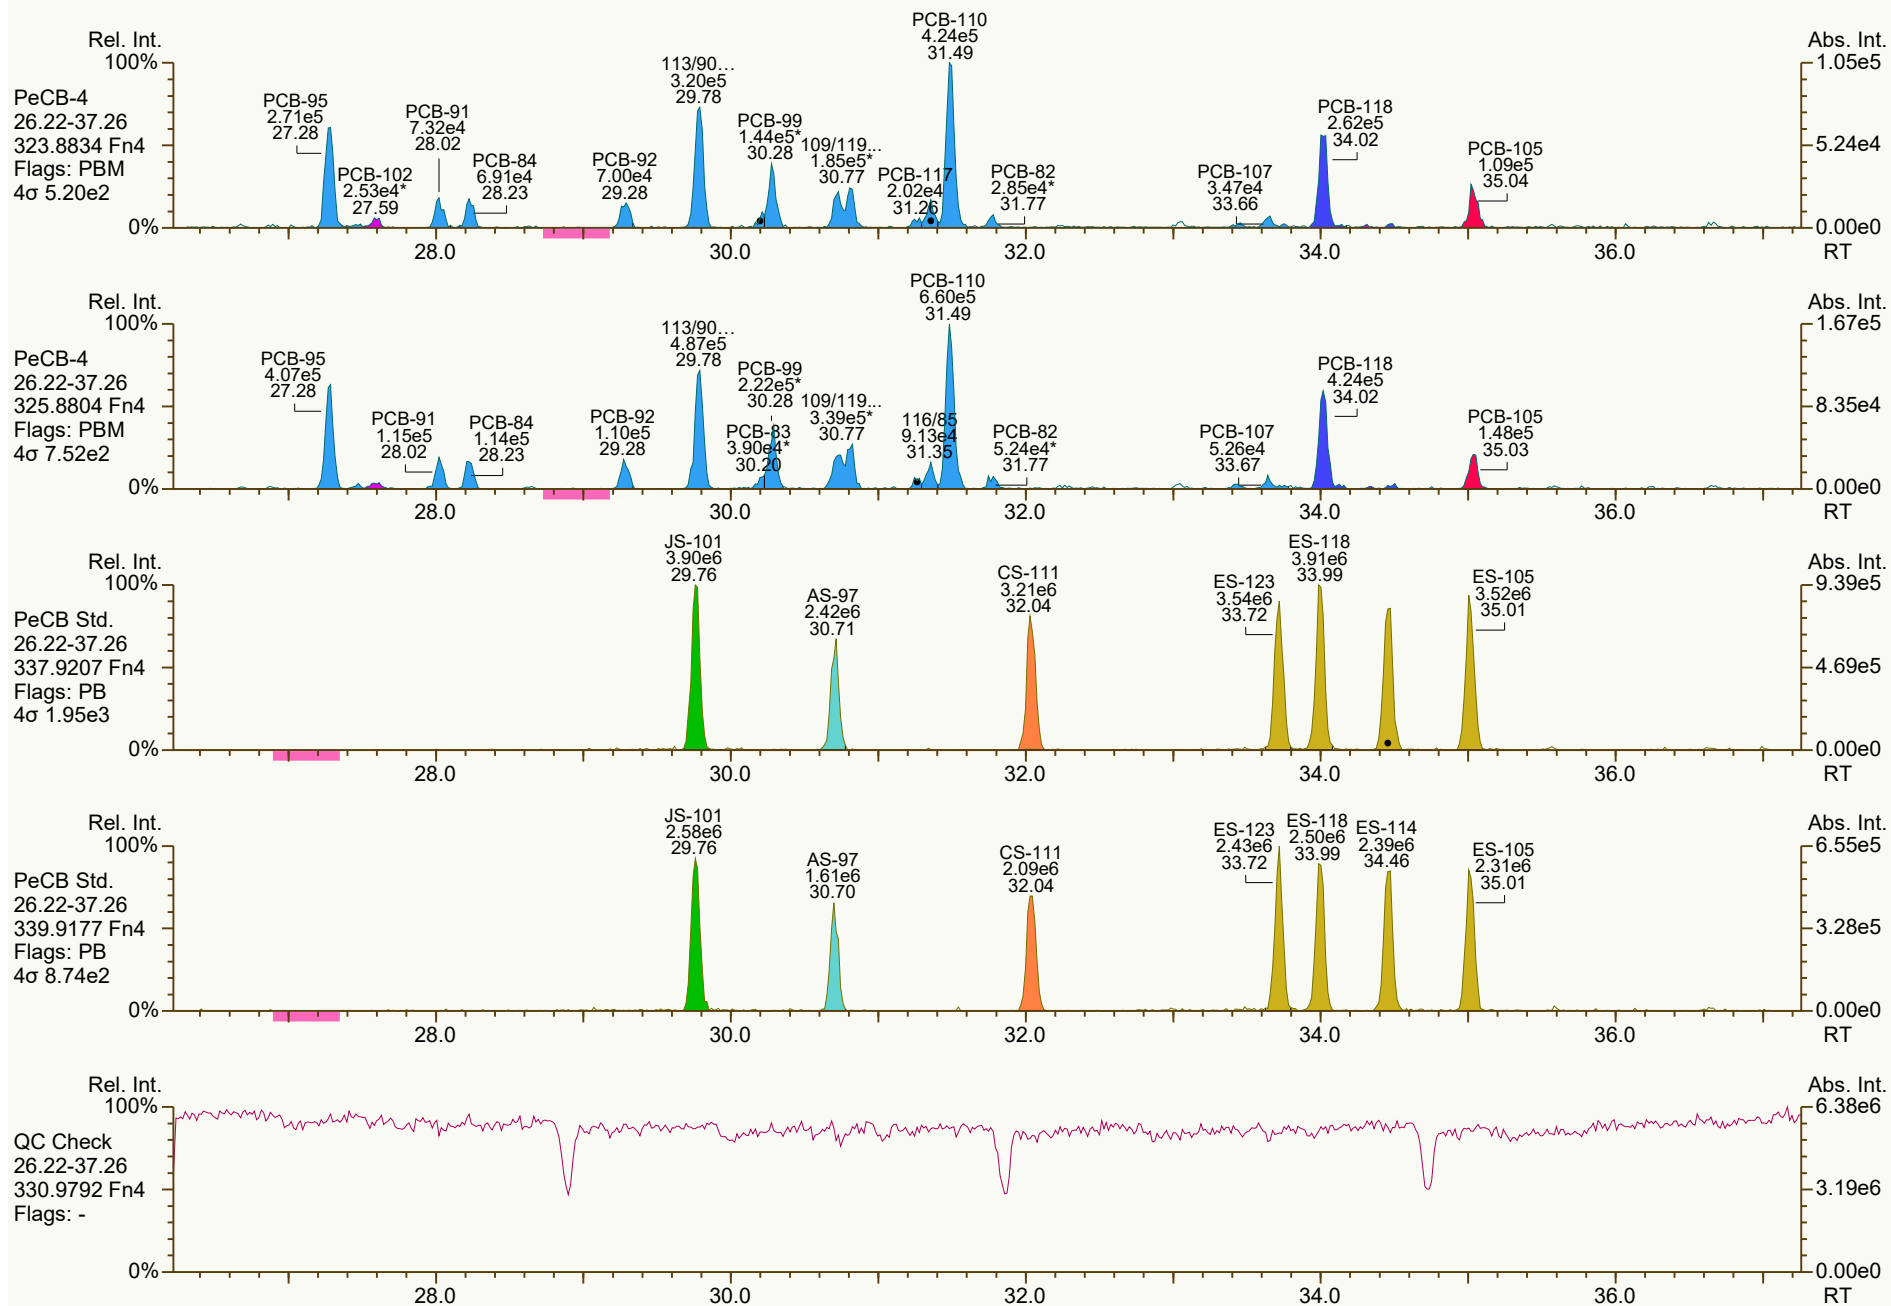 Rel. Int.
Abs. Int.
100%
0%
1.05e5
5.24e4
0.00e0
PeCB-4
26.22-37.26
323.8834 Fn4
Flags: PBM
4σ 5.20e2
PCB-95
2.71e5
27.28
PCB-102
2.53e4*
27.59
PCB-91
7.32e4
28.02
PCB-84
6.91e4
28.23
PCB-92
7.00e4
29.28
113/90…
3.20e5
29.78
PCB-99
1.44e5*
30.28
109/119...
1.85e5*
30.77
PCB-117
2.02e4
31.26
PCB-110
4.24e5
31.49
PCB-82
2.85e4*
31.77
PCB-107
3.47e4
33.66
PCB-118
2.62e5
34.02
PCB-105
1.09e5
35.04
28.0 30.0 32.0 34.0 36.0 RT
Rel. Int.
Abs. Int.
100%
0%
1.67e5
8.35e4
0.00e0
PeCB-4
26.22-37.26
325.8804 Fn4
Flags: PBM
4σ 7.52e2
PCB-95
4.07e5
27.28
PCB-91
1.15e5
28.02
PCB-84
1.14e5
28.23
PCB-92
1.10e5
29.28
113/90…
4.87e5
29.78
PCB-83
3.90e4*
30.20
PCB-99
2.22e5*
30.28
109/119...
3.39e5*
30.77
116/85
9.13e4
31.35
PCB-110
6.60e5
31.49
PCB-82
5.24e4*
31.77
PCB-107
5.26e4
33.67
PCB-118
4.24e5
34.02
PCB-105
1.48e5
35.03
28.0 30.0 32.0 34.0 36.0 RT
Rel. Int.
Abs. Int.
100%
0%
9.39e5
4.69e5
0.00e0
PeCB Std.
26.22-37.26
337.9207 Fn4
Flags: PB
4σ 1.95e3
JS-101
3.90e6
29.76
AS-97
2.42e6
30.71
CS-111
3.21e6
32.04
ES-123
3.54e6
33.72
ES-118
3.91e6
33.99
ES-105
3.52e6
35.01
28.0 30.0 32.0 34.0 36.0 RT
Rel. Int.
Abs. Int.
100%
0%
6.55e5
3.28e5
0.00e0
PeCB Std.
26.22-37.26
339.9177 Fn4
Flags: PB
4σ 8.74e2
JS-101
2.58e6
29.76
AS-97
1.61e6
30.70
CS-111
2.09e6
32.04
ES-123
2.43e6
33.72
ES-118
2.50e6
33.99
ES-114
2.39e6
34.46
ES-105
2.31e6
35.01
28.0 30.0 32.0 34.0 36.0 RT
Rel. Int.
Abs. Int.
100%
0%
6.38e6
3.19e6
0.00e0
QC Check
26.22-37.26
330.9792 Fn4
Flags: -
28.0 30.0 32.0 34.0 36.0 RT